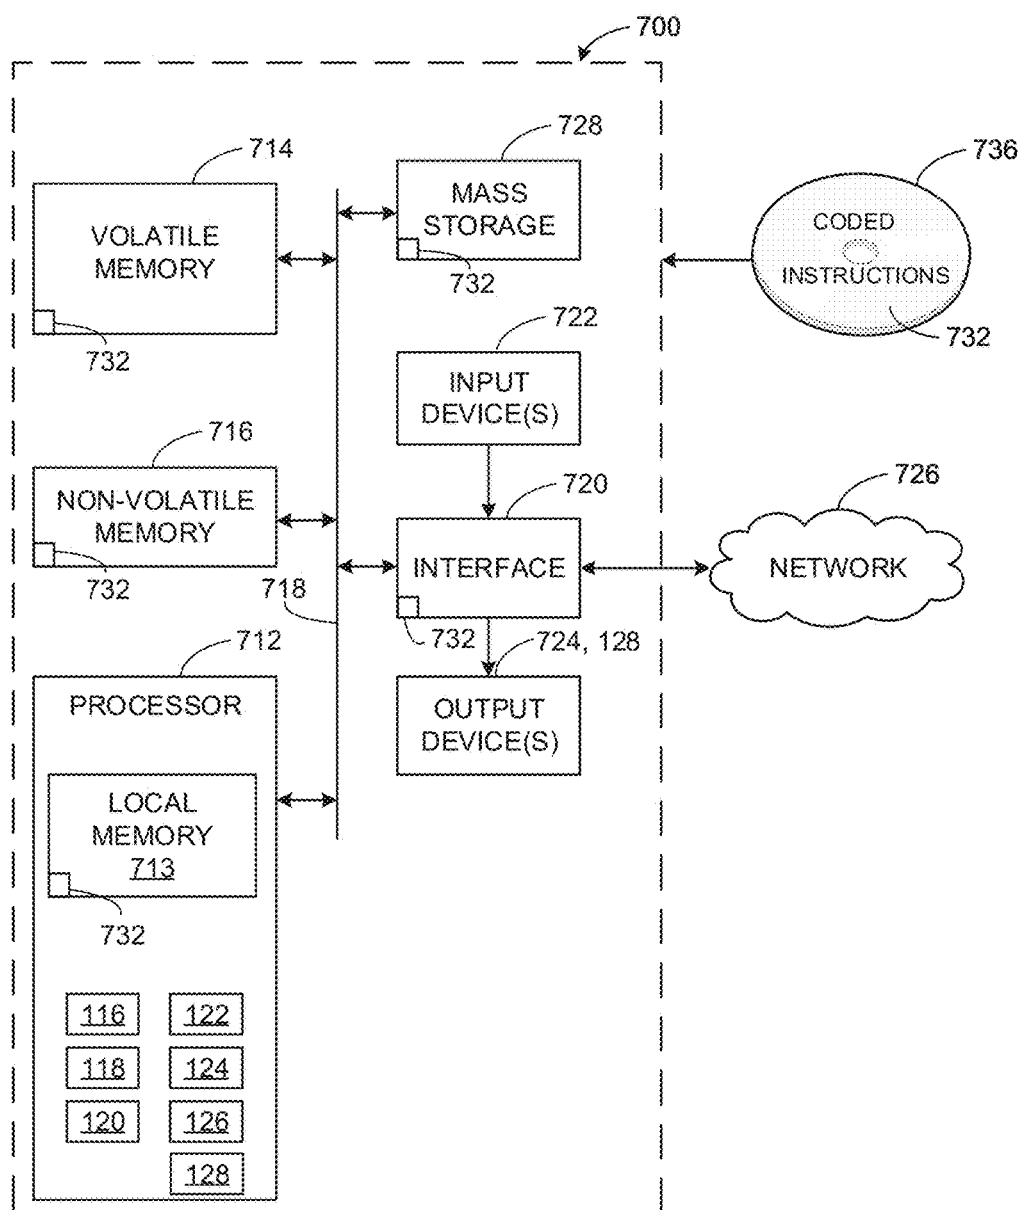 700
714
VOLATILE
MEMORY
732
728
MASS
STORAGE
732
736
CODED
INSTRUCTIONS
732
722
INPUT
DEVICE(S)
716
NON-VOLATILE
MEMORY
732
718
720
INTERFACE
732
726
NETWORK
724, 128
OUTPUT
DEVICE(S)
712
PROCESSOR
LOCAL
MEMORY
713
732
116
122
118
124
120
126
128